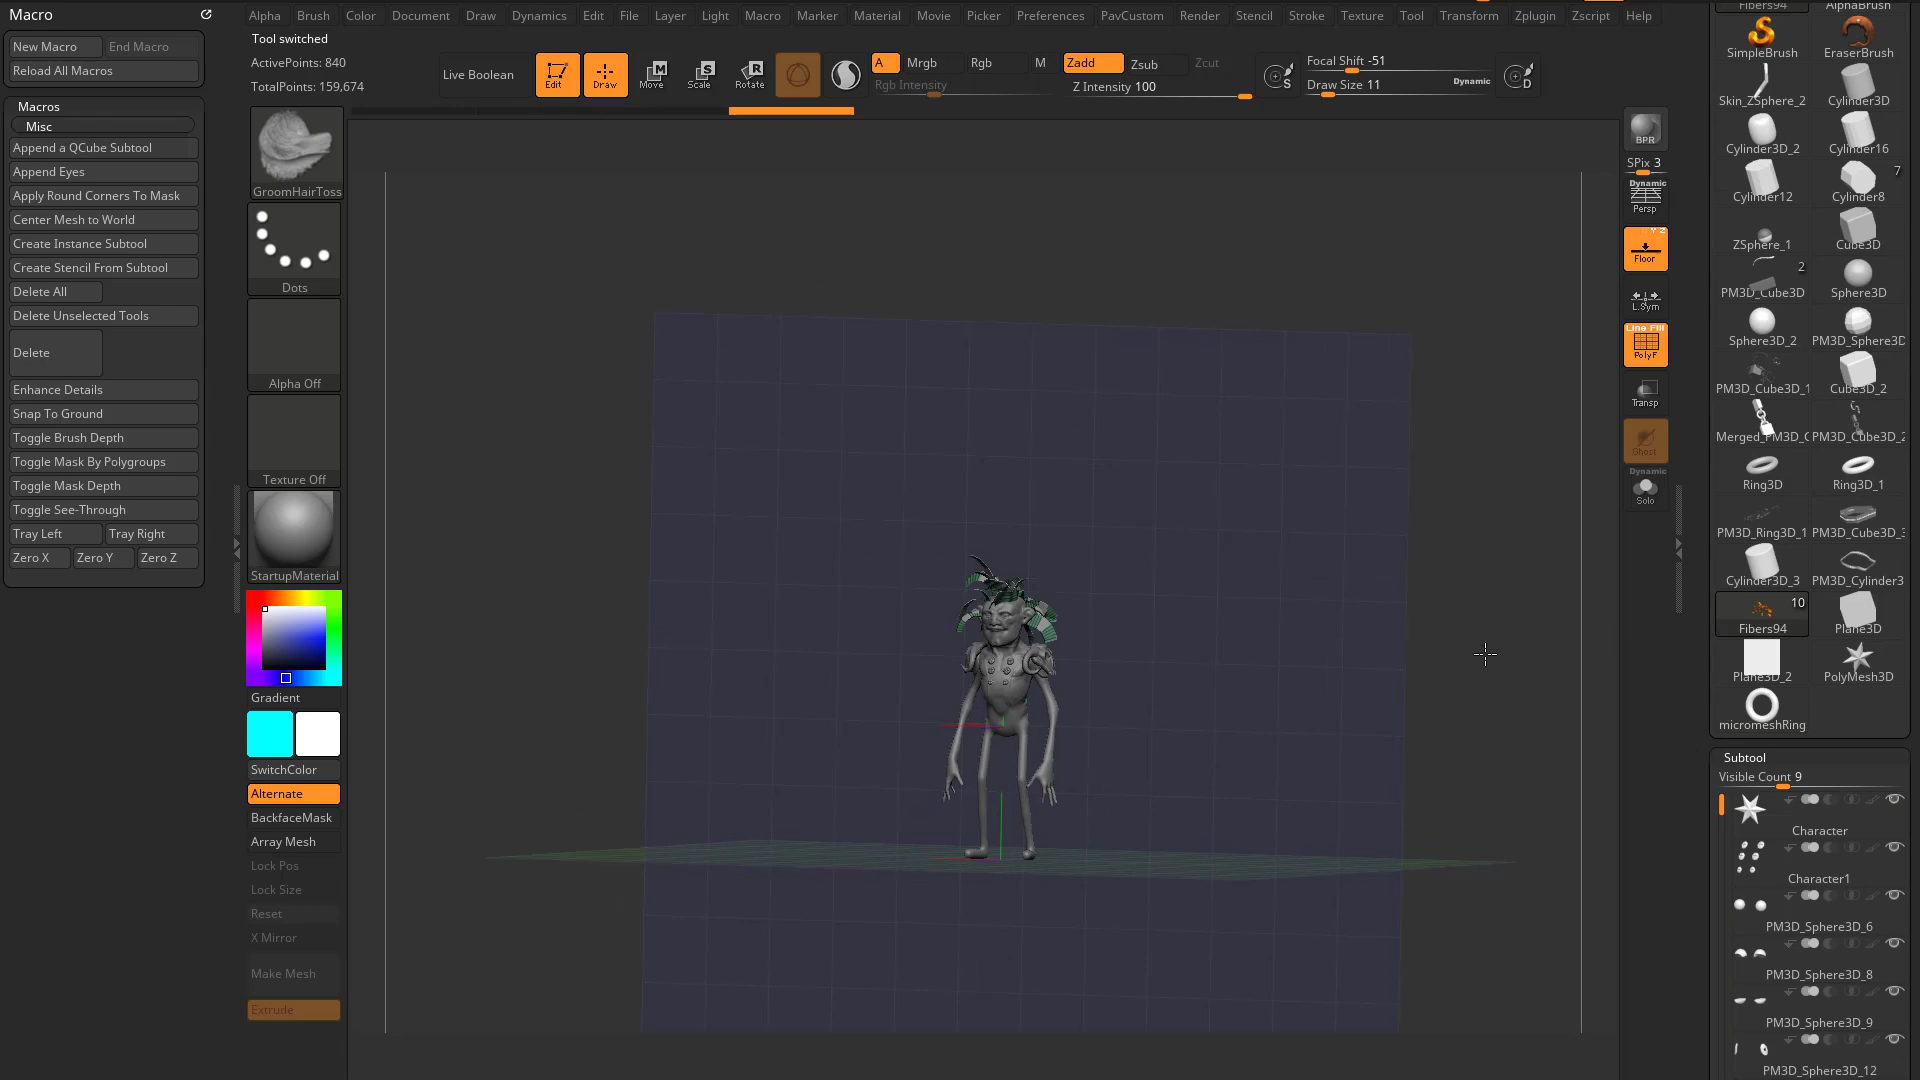 Macro
New Macro
End Macro
Reload All Macros
Macros
Misc
Append a QCube Subtool
Append Eyes
Apply Round Corners To Mask
Center Mesh to World
Create Instance Subtool
Create Stencil From Subtool
Delete All
Delete Unselected Tools
Delete
Enhance Details
Snap To Ground
Toggle Brush Depth
Toggle Mask By Polygroups
Toggle Mask Depth
Toggle See-Through
Tray Left
Tray Right
Zero X
Zero Y
Zero Z
Alpha Brush Color Document Draw Dynamics Edit File Layer Light Macro Marker Material Movie Picker Preferences PavCustom Render Stencil Stroke Texture Tool Transform Zplugin Zscript Help
Tool switched
ActivePoints: 840
TotalPoints: 159,674
Live Boolean
Edit
Draw
Move
Scale
Rotate
A
Mrgb
Rgb
M
Rgb Intensity
Zadd
Zsub
Zcut
Z Intensity 100
S
Focal Shift -51
Draw Size 11
Dynamic
D
GroomHairToss
Dots
Alpha Off
Texture Off
StartupMaterial
Gradient
SwitchColor
Alternate
BackfaceMask
Array Mesh
Lock Pos
Lock Size
Reset
X Mirror
Make Mesh
Extrude
BPR
SPix 3
Dynamic
Persp
Floor
L.Sym
Line Fill
PolyF
Transp
Ghost
Dynamic
Solo
Fibers94
AlphaBrush
SimpleBrush
EraserBrush
Skin_ZSphere_2
Cylinder3D
Cylinder3D_2
Cylinder16
7
Cylinder12
Cylinder8
ZSphere_1
Cube3D
2
PM3D_Cube3D
Sphere3D
Sphere3D_2
PM3D_Sphere3D
PM3D_Cube3D_1
Cube3D_2
Merged_PM3D_C
PM3D_Cube3D_2
Ring3D
Ring3D_1
PM3D_Ring3D_1
PM3D_Cube3D_3
Cylinder3D_3
PM3D_Cylinder3
10
Fibers94
Plane3D
Plane3D_2
PolyMesh3D
micromeshRing
Subtool
Visible Count 9
Character
Character1
PM3D_Sphere3D_6
PM3D_Sphere3D_8
PM3D_Sphere3D_9
PM3D_Sphere3D_12